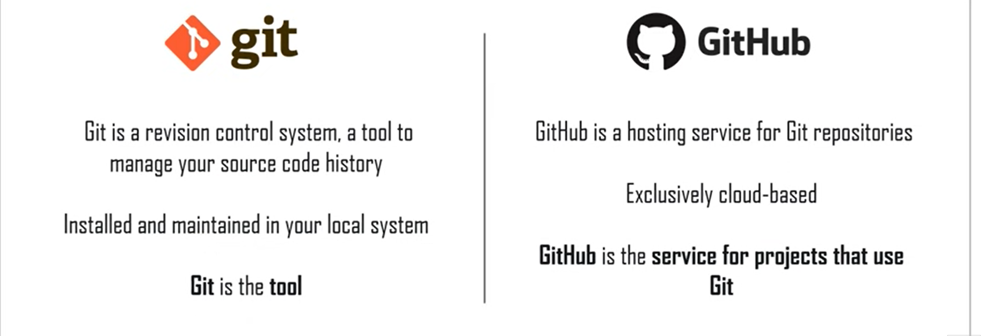 git
Git is a revision control system, a tool to
manage your source code history
Installed and maintained in your local system
Git is the tool
GitHub
GitHub is a hosting service for Git repositories
Exclusively cloud-based
GitHub is the service for projects that use
Git